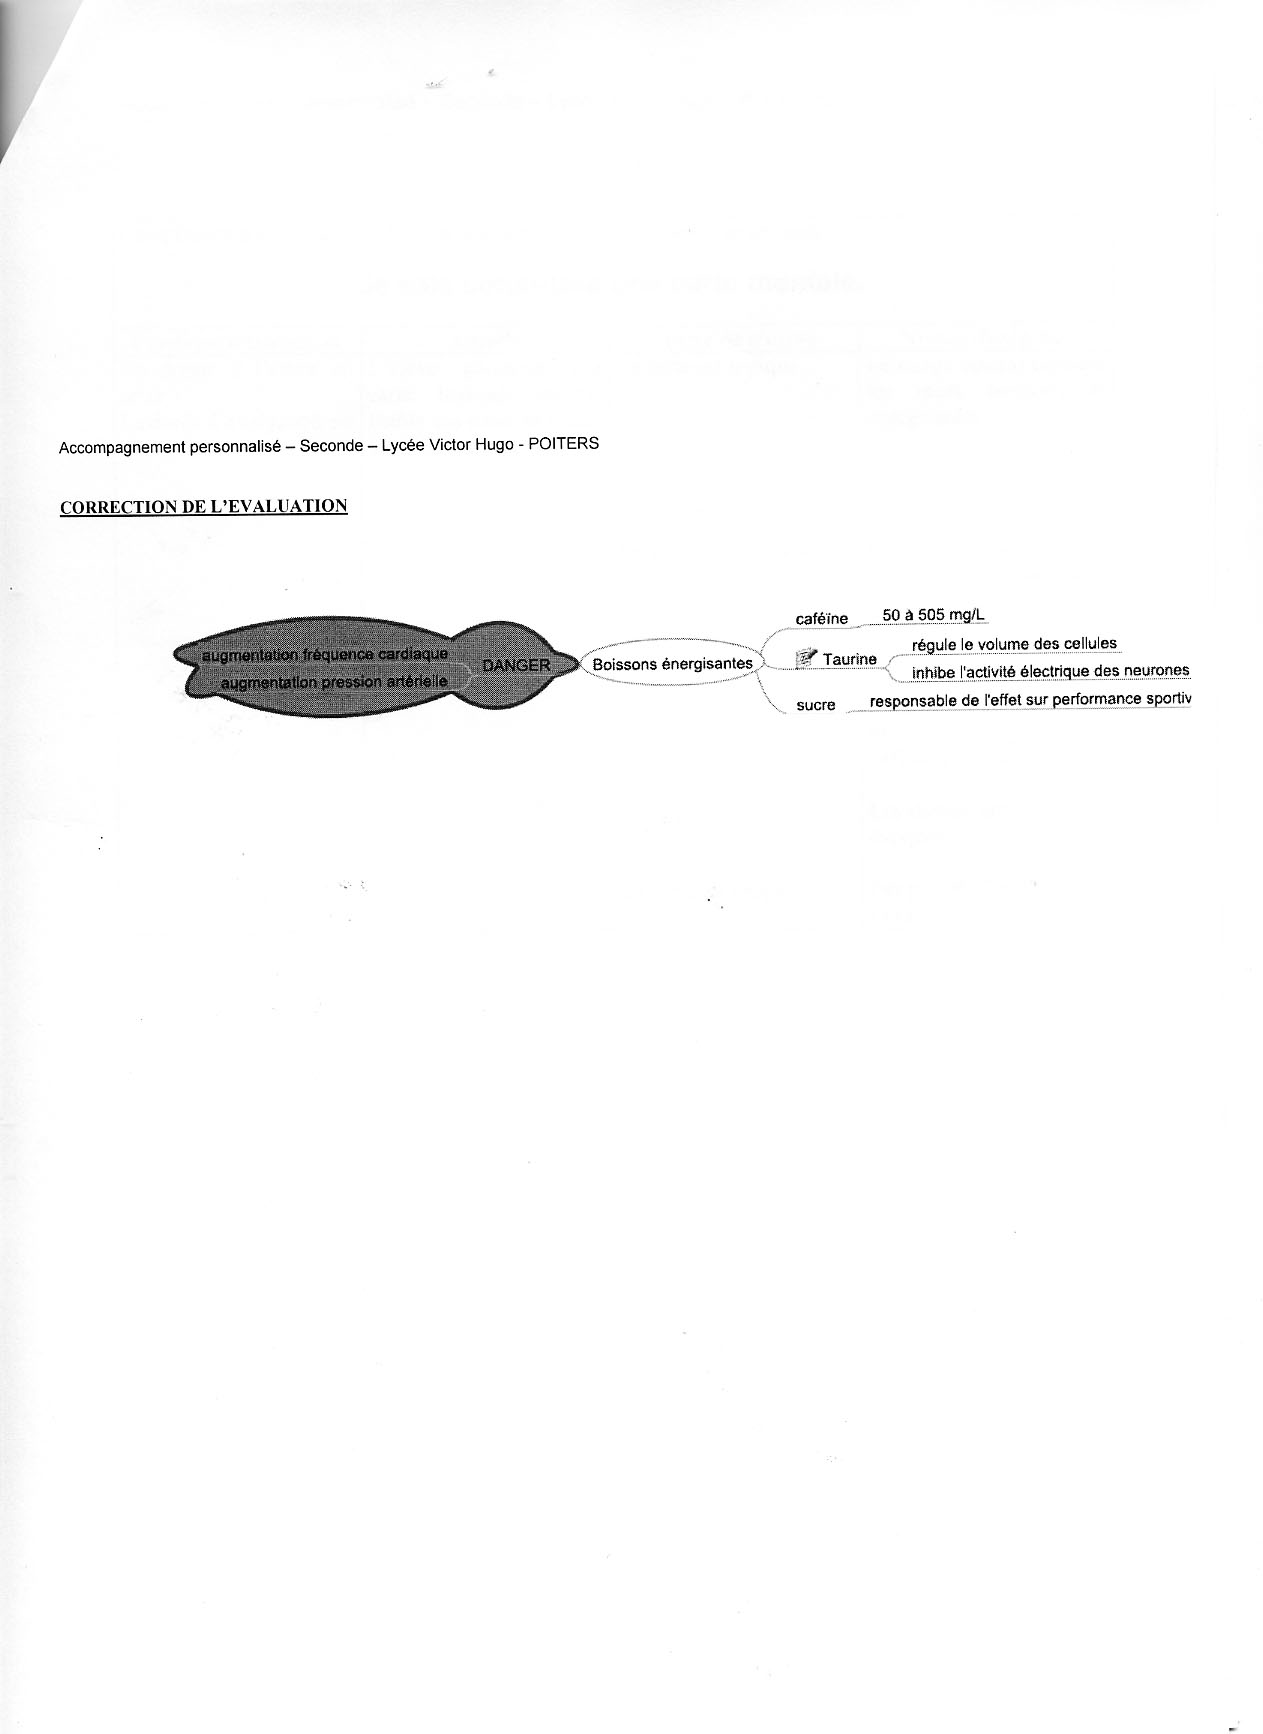 Accompagnement personnalisé – Seconde – Lycée Victor Hugo - POITERS
CORRECTION DE L'EVALUATION
augmentation fréquence cardiaque
augmentation pression artérielle
DANGER
Boissons énergisantes
caféïne 50 à 505 mg/L
Taurine
régule le volume des cellules
inhibe l'activité électrique des neurones
sucre responsable de l'effet sur performance sportiv